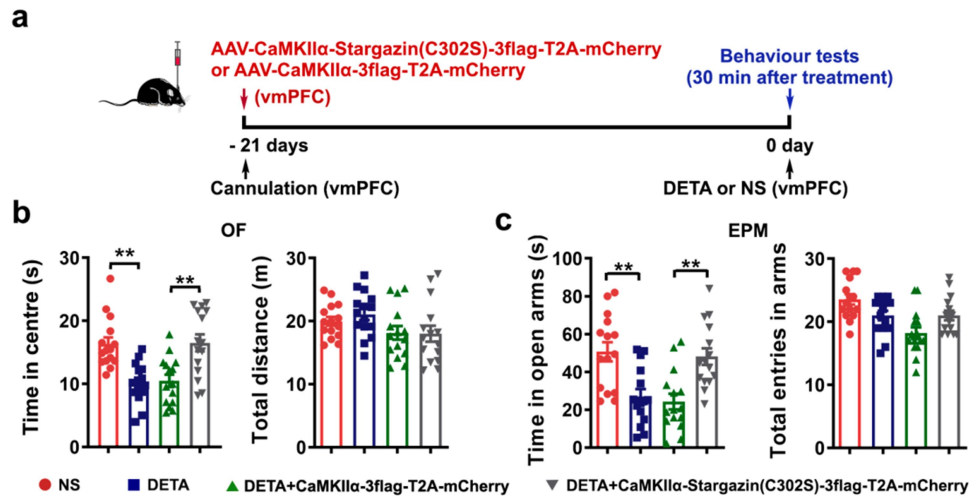 a
AAV-CaMKIIα-Stargazin(C302S)-3flag-T2A-mCherry
or AAV-CaMKIIα-3flag-T2A-mCherry
(vmPFC)
Behaviour tests
(30 min after treatment)
- 21 days
0 day
Cannulation (vmPFC)
DETA or NS (vmPFC)
b
OF
Time in centre (s)
30
20
10
0
**
**
Total distance (m)
30
20
10
0
c
EPM
Time in open arms (s)
100
80
60
40
20
0
**
**
Total entries in arms
30
20
10
0
NS
DETA
DETA+CaMKIIα-3flag-T2A-mCherry
DETA+CaMKIIα-Stargazin(C302S)-3flag-T2A-mCherry